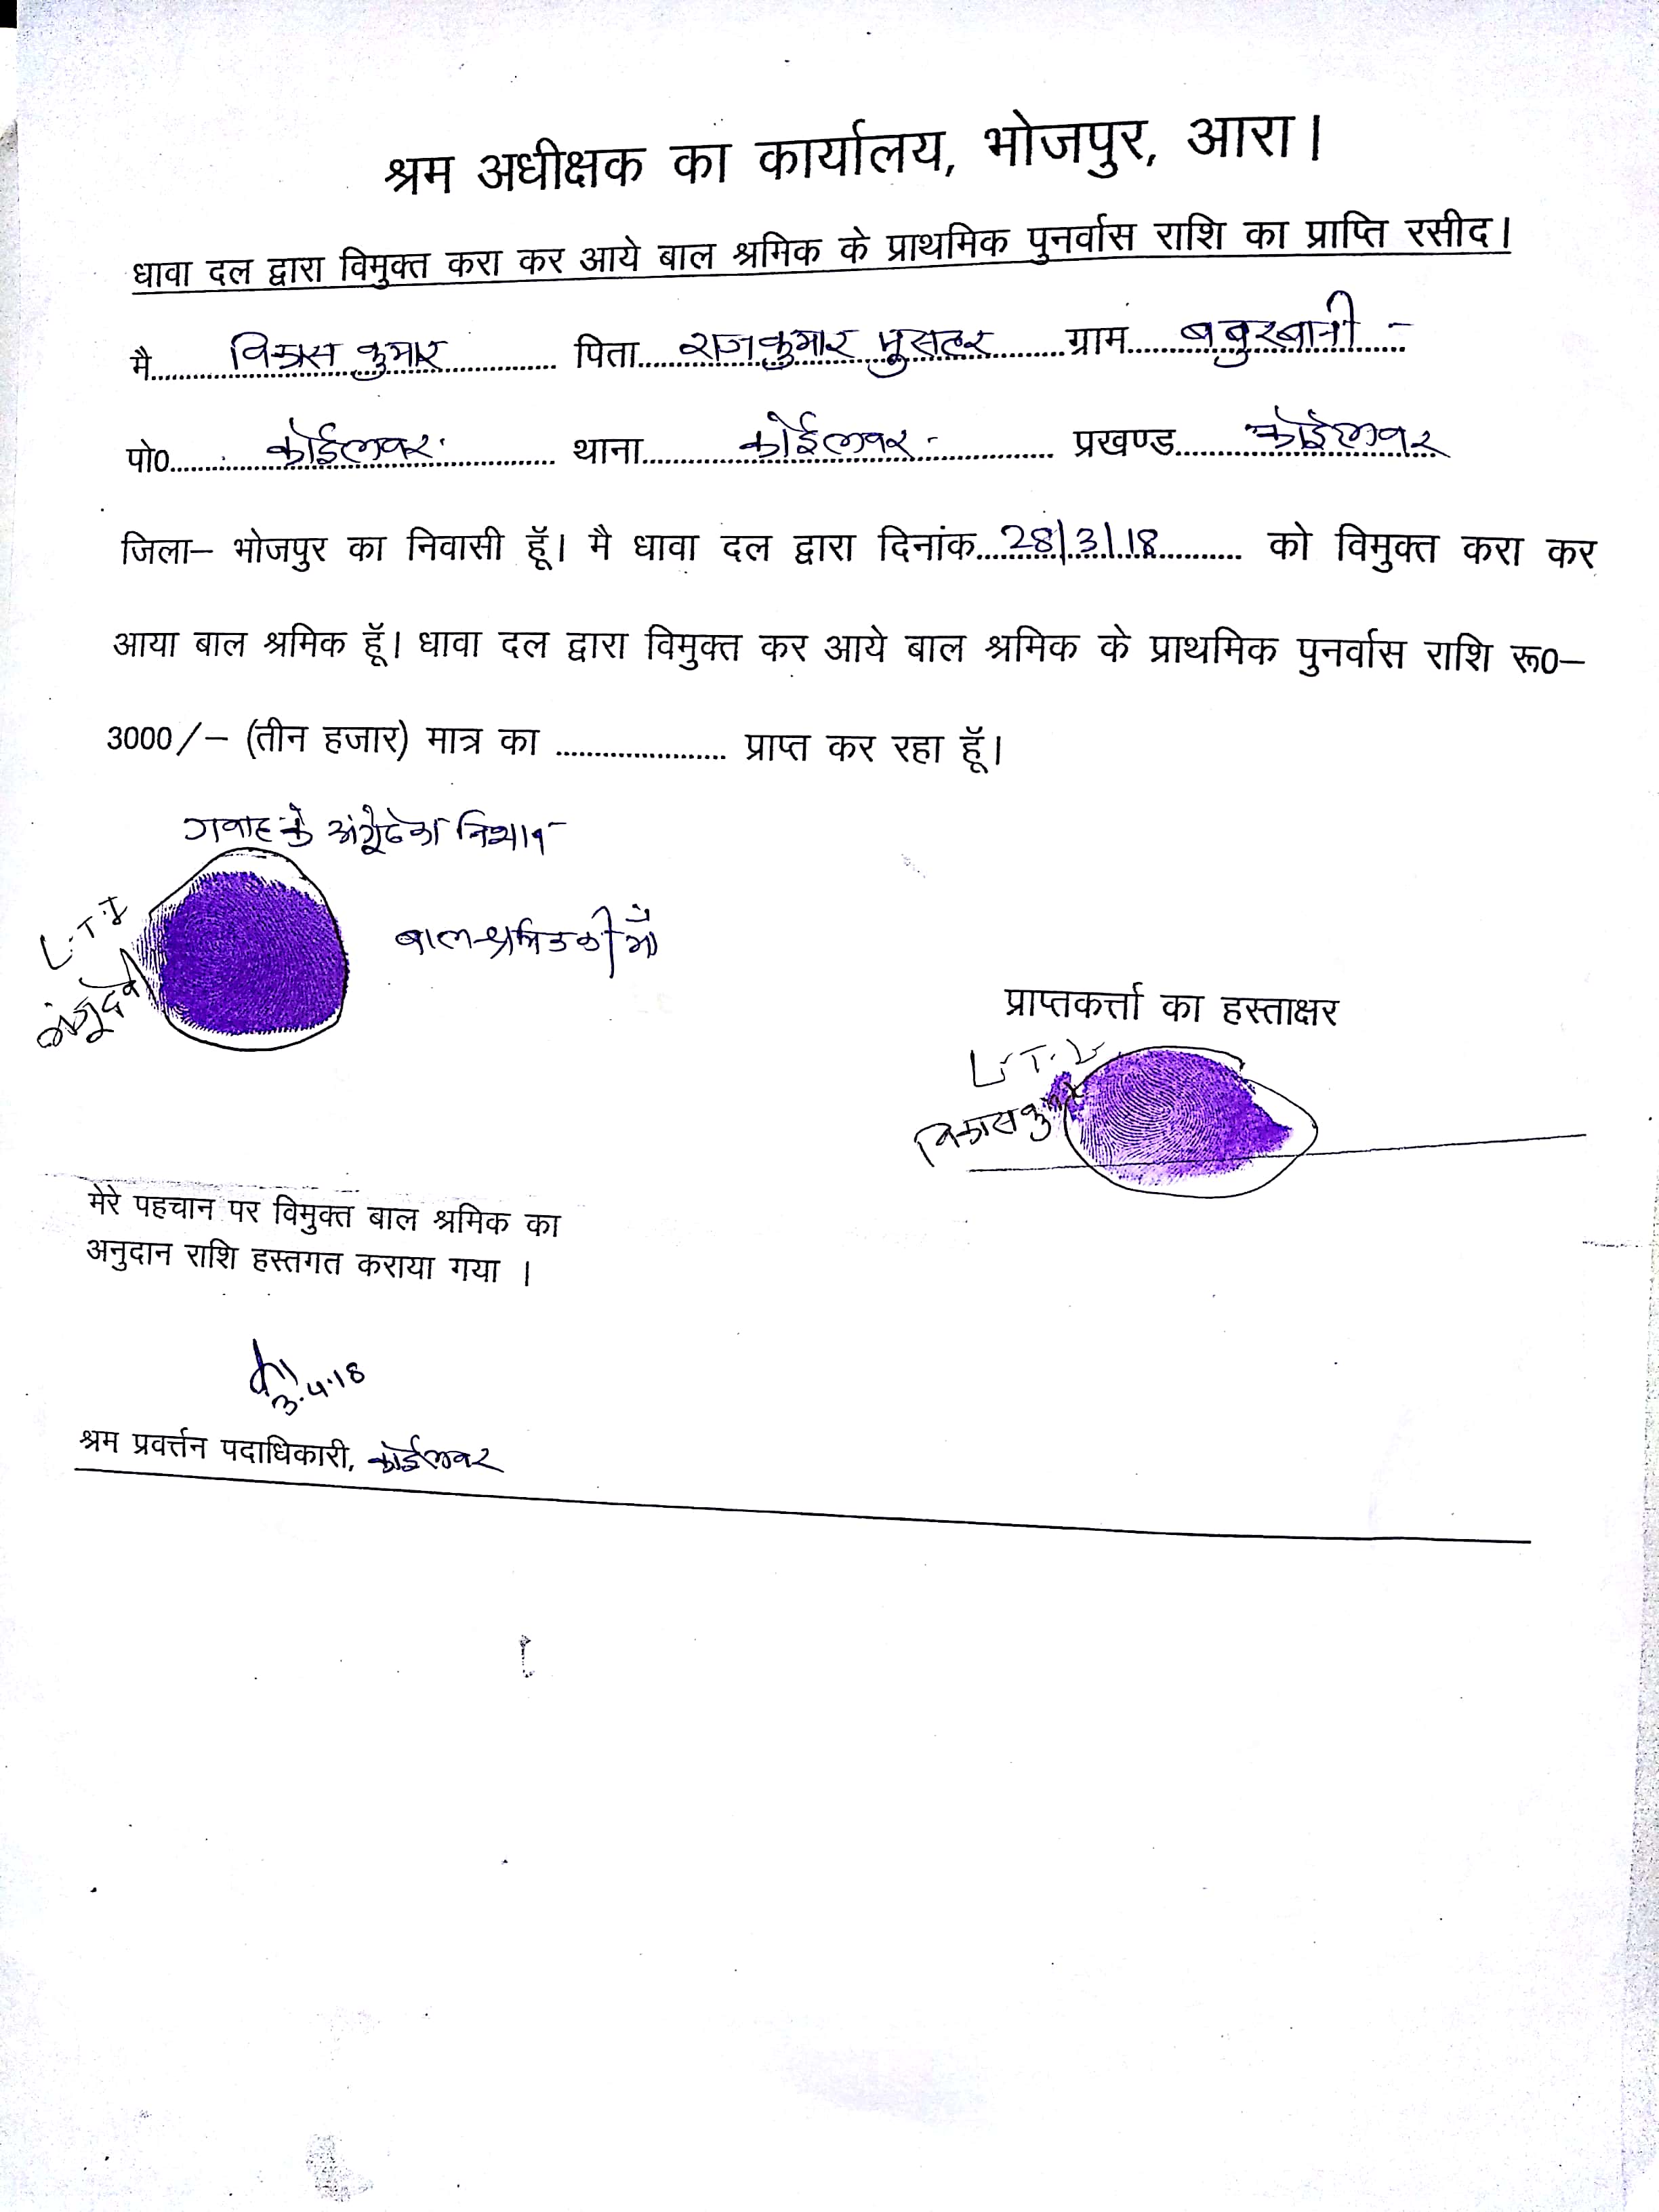 श्रम अधीक्षक का कार्यालय, भोजपुर, आरा।
धावा दल द्वारा विमुक्त करा कर आये बाल श्रमिक के प्राथमिक पुनर्वास राशि का प्राप्ति रसीद।
मै.....विकास कुमार..... पिता.....राजकुमार मुसहर.....ग्राम.....बबुरबानी.....
पो0.....कोईलवर..... थाना.....कोईलवर..... प्रखण्ड.....कोईलवर
जिला– भोजपुर का निवासी हूँ। मै धावा दल द्वारा दिनांक.....28/3/18..... को विमुक्त करा कर
आया बाल श्रमिक हूँ। धावा दल द्वारा विमुक्त कर आये बाल श्रमिक के प्राथमिक पुनर्वास राशि रू0–
3000/– (तीन हजार) मात्र का ..................... प्राप्त कर रहा हूँ।
गवाह के अंगूठे का निशान
L.T.I
बाल श्रमिक की माँ
प्राप्तकर्त्ता का हस्ताक्षर
L.T.I
विकास कुमार
मेरे पहचान पर विमुक्त बाल श्रमिक का
अनुदान राशि हस्तगत कराया गया ।
3.4.18
श्रम प्रवर्त्तन पदाधिकारी, कोईलवर